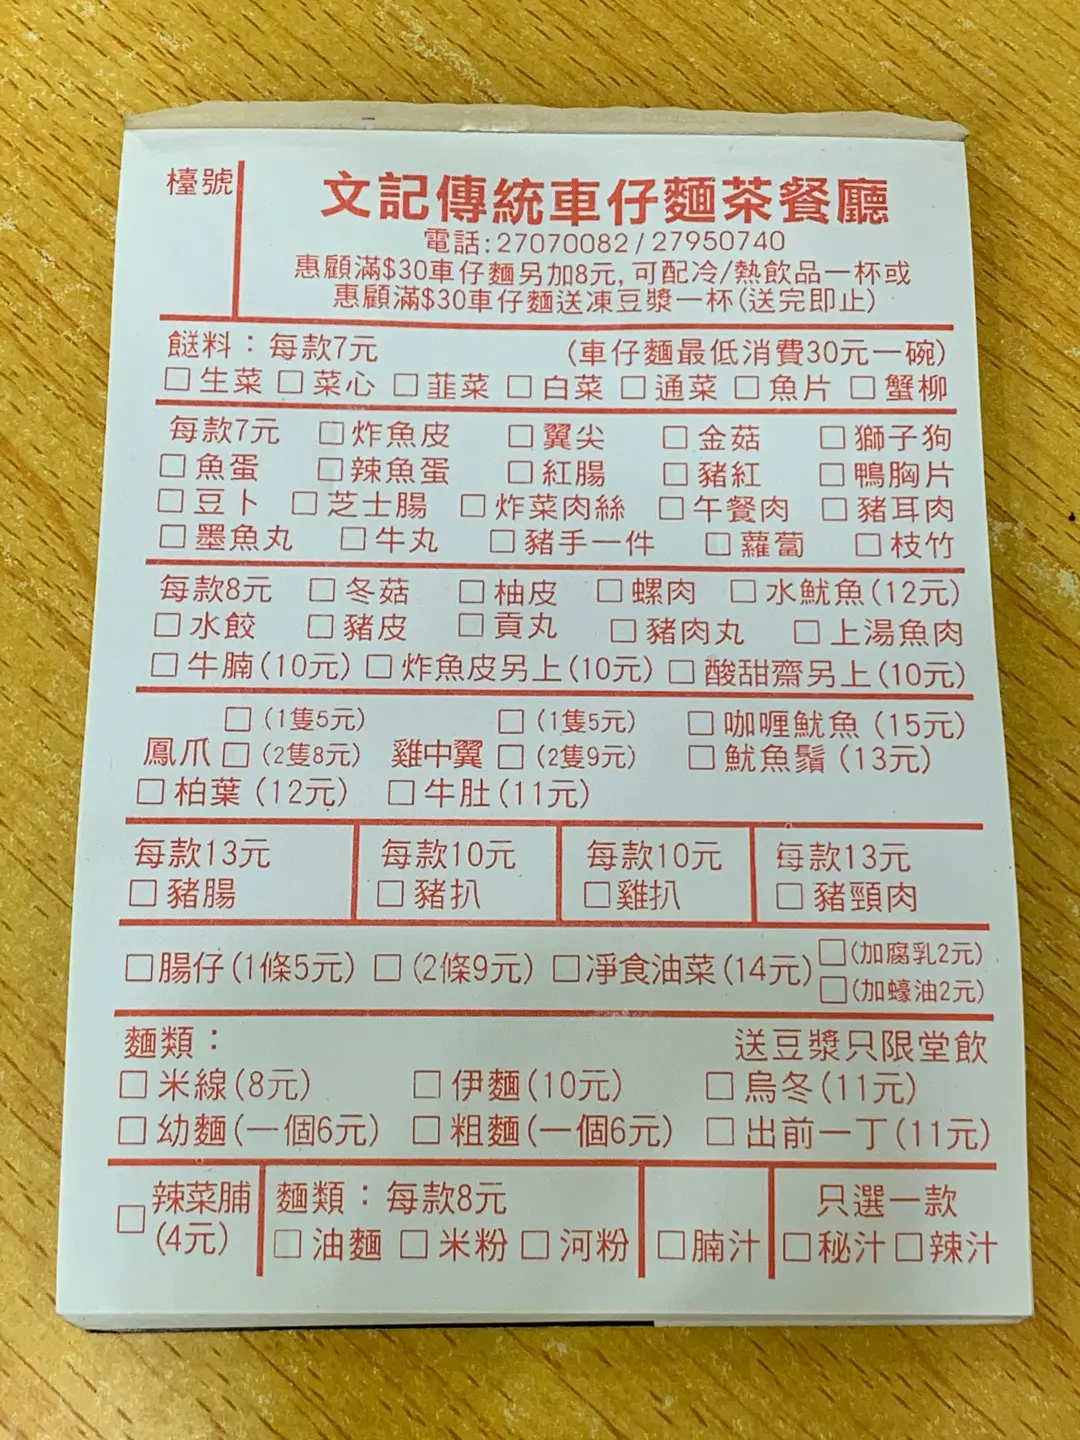 檯號
文記傳統車仔麵茶餐廳
電話:27070082/27950740
惠顧滿$30車仔麵另加8元,可配冷/熱飲品一杯或
惠顧滿$30車仔麵送凍豆漿一杯(送完即止)
餸料：每款7元 (車仔麵最低消費30元一碗)
□生菜 □菜心 □韮菜 □白菜 □通菜 □魚片 □蟹柳
每款7元 □炸魚皮 □翼尖 □金菇 □獅子狗
□魚蛋 □辣魚蛋 □紅腸 □豬紅 □鴨胸片
□豆卜 □芝士腸 □炸菜肉絲 □午餐肉 □豬耳肉
□墨魚丸 □牛丸 □豬手一件 □蘿蔔 □枝竹
每款8元 □冬菇 □柚皮 □螺肉 □水魷魚(12元)
□水餃 □豬皮 □貢丸 □豬肉丸 □上湯魚肉
□牛腩(10元) □炸魚皮另上(10元) □酸甜齋另上(10元)
□(1隻5元) □(1隻5元) □咖喱魷魚(15元)
鳳爪□(2隻8元) 雞中翼□(2隻9元) □魷魚鬚(13元)
□柏葉(12元) □牛肚(11元)
每款13元 每款10元 每款10元 每款13元
□豬腸 □豬扒 □雞扒 □豬頸肉
□腸仔(1條5元) □(2條9元) □凈食油菜(14元) □(加腐乳2元)
□(加蠔油2元)
麵類： 送豆漿只限堂飲
□米線(8元) □伊麵(10元) □烏冬(11元)
□幼麵(一個6元) □粗麵(一個6元) □出前一丁(11元)
□辣菜脯 麵類：每款8元 只選一款
(4元) □油麵 □米粉 □河粉 □腩汁 □秘汁 □辣汁